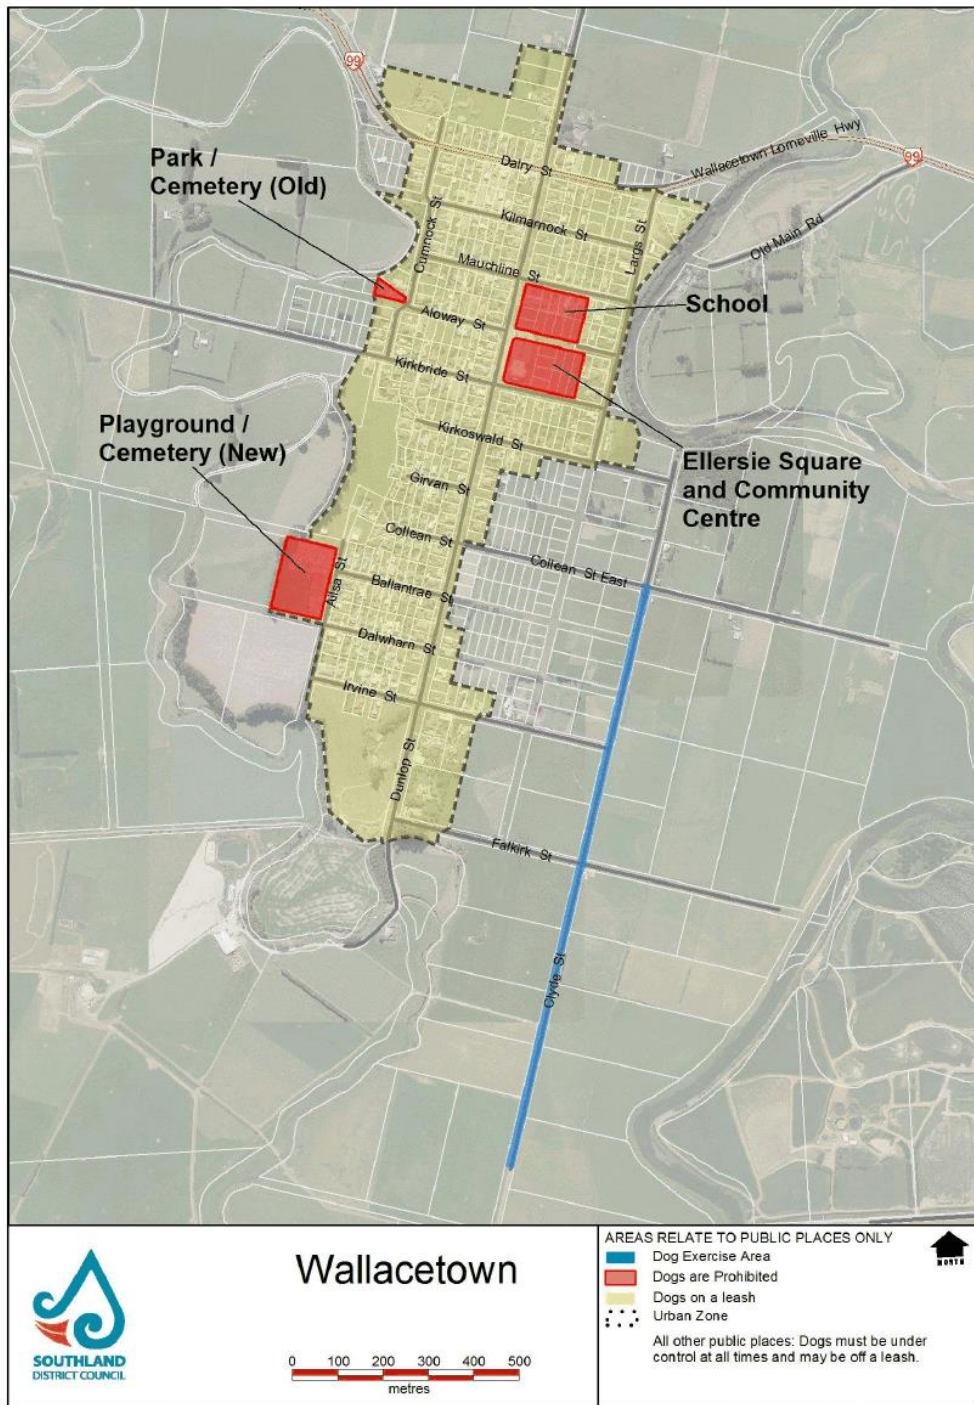 99
Park /
Cemetery (Old)
Dalry St
Wallacetown Lorneville Hwy
99
Cumnock St
Kilmarnock St
Largs St
Old Main Rd
Mauchline St
School
Aloway St
Kirkbride St
Playground /
Cemetery (New)
Kirkoswald St
Ellersie Square
and Community
Centre
Girvan St
Collean St
Collean St East
Ailsa St
Ballantrae St
Dalwharn St
Irvine St
Dunlop St
Falkirk St
Clyde St
SOUTHLAND
DISTRICT COUNCIL
Wallacetown
0 100 200 300 400 500
metres
AREAS RELATE TO PUBLIC PLACES ONLY
Dog Exercise Area
Dogs are Prohibited
Dogs on a leash
Urban Zone
All other public places: Dogs must be under
control at all times and may be off a leash.
NORTH